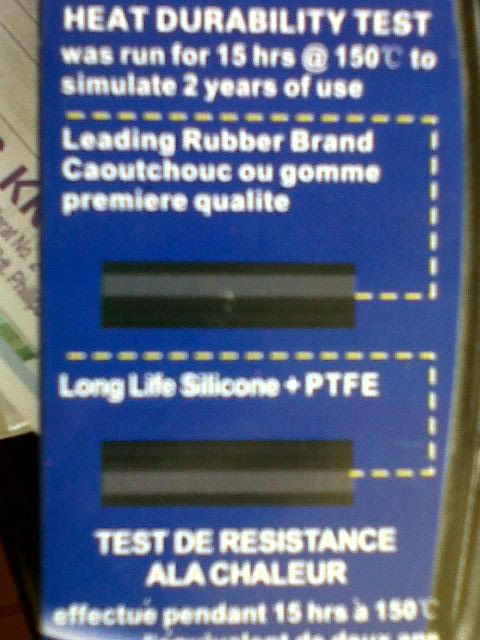 HEAT DURABILITY TEST
was run for 15 hrs @ 150℃ to
simulate 2 years of use
Leading Rubber Brand
Caoutchouc ou gomme
premiere qualite
Long Life Silicone + PTFE
TEST DE RESISTANCE
ALA CHALEUR
effectue pendant 15 hrs à 150℃